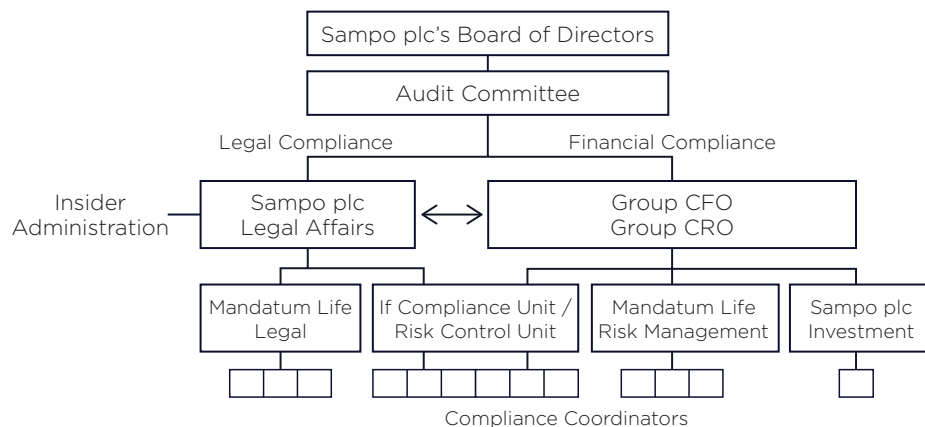 Sampo plc's Board of Directors
Audit Committee
Legal Compliance
Financial Compliance
Insider
Administration
Sampo plc
Legal Affairs
Group CFO
Group CRO
Mandatum Life
Legal
If Compliance Unit /
Risk Control Unit
Mandatum Life
Risk Management
Sampo plc
Investment
Compliance Coordinators